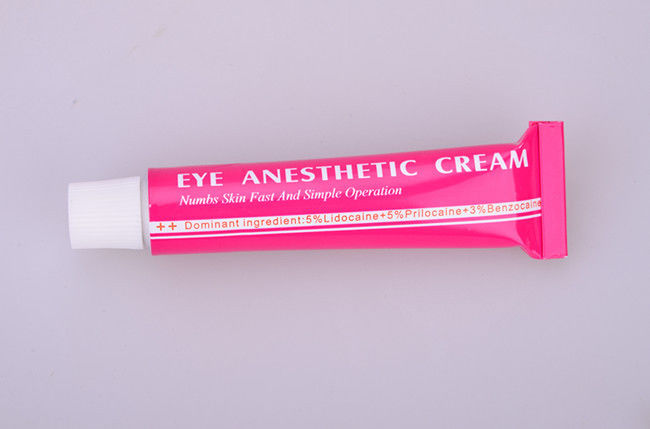 EYE ANESTHETIC CREAM
Numbs Skin Fast And Simple Operation
++ Dominant ingredient:5%Lidocaine+5%Prilocaine+3%Benzocaine